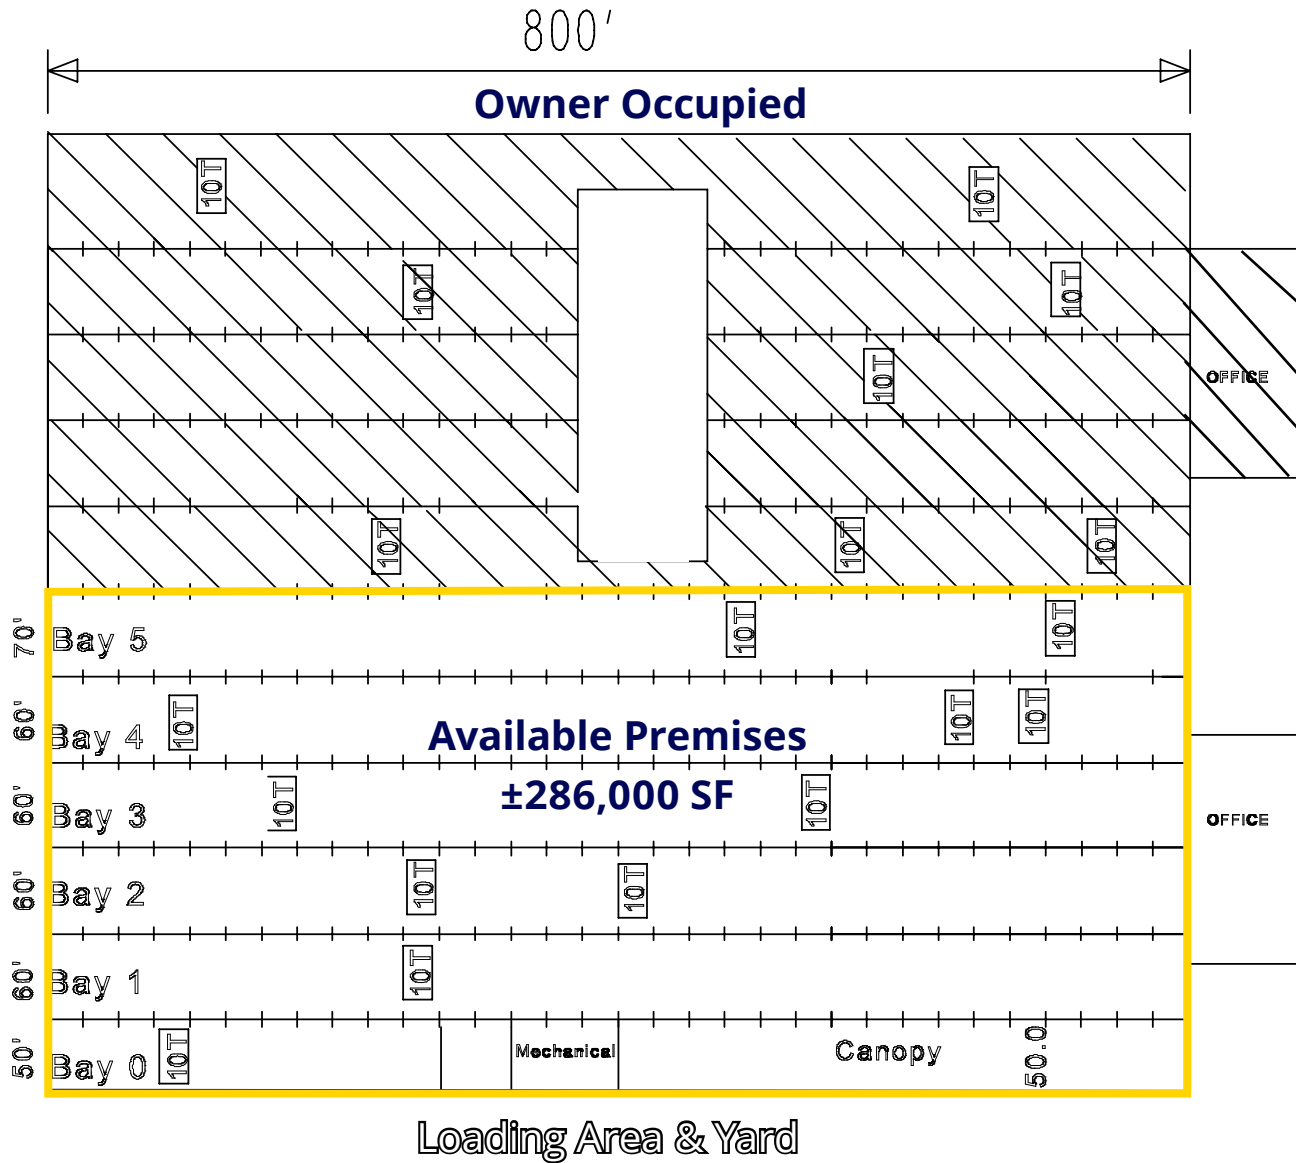 800'
Owner Occupied
10T
10T
10T
10T
10T
OFFICE
10T
10T
10T
70'
Bay 5
10T
10T
60'
Bay 4
10T
Available Premises
10T
10T
60'
Bay 3
10T
±286,000 SF
10T
OFFICE
60'
Bay 2
10T
10T
60'
Bay 1
10T
50'
Bay 0
10T
Mechanical
Canopy
50.0
Loading Area & Yard